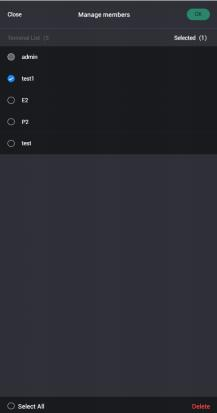 Close Manage members OK
Terminal List (5 Selected (1)
admin
test1
E2
P2
test
Select All Delete